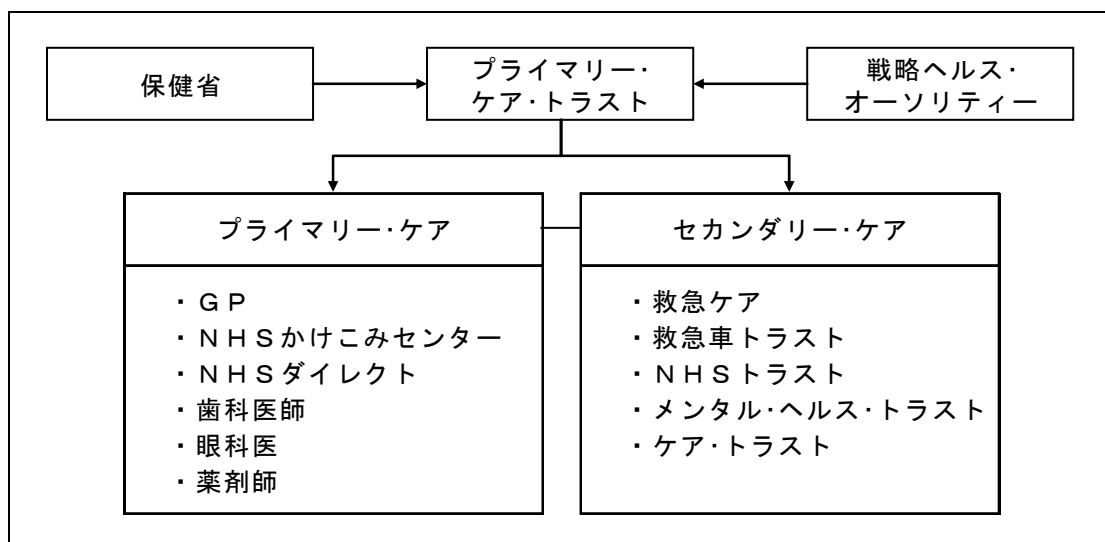 保健省
プライマリー・
ケア・トラスト
戦略ヘルス・
オーソリティー
プライマリー・ケア
・ＧＰ
・ＮＨＳかけこみセンター
・ＮＨＳダイレクト
・歯科医師
・眼科医
・薬剤師
セカンダリー・ケア
・救急ケア
・救急車トラスト
・ＮＨＳトラスト
・メンタル・ヘルス・トラスト
・ケア・トラスト